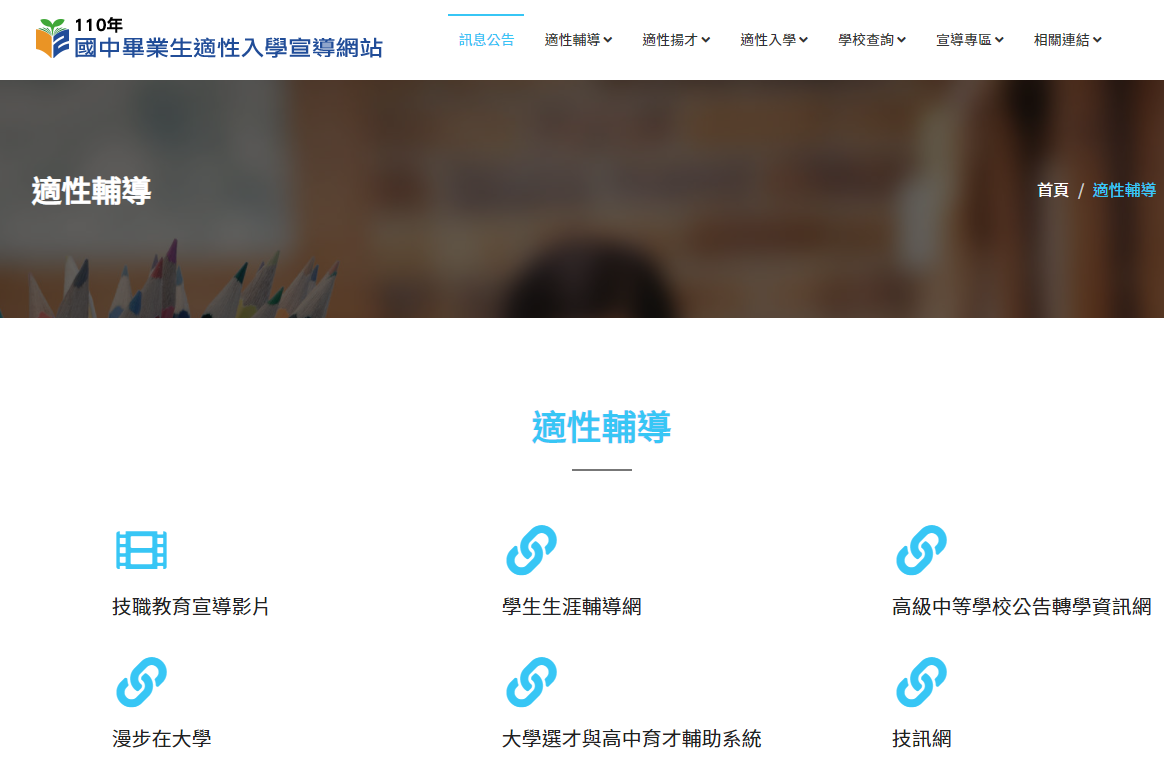 110年
國中畢業生適性入學宣導網站
訊息公告 適性輔導 適性揚才 適性入學 學校查詢 宣導專區 相關連結
適性輔導
首頁 / 適性輔導
適性輔導
技職教育宣導影片
學生生涯輔導網
高級中等學校公告轉學資訊網
漫步在大學
大學選才與高中育才輔助系統
技訊網